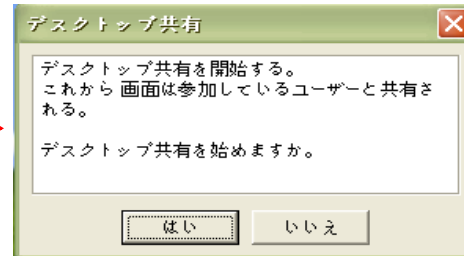 デスクトップ共有
デスクトップ共有を開始する。
これから 画面は参加しているユーザーと共有さ
れる。
デスクトップ共有を始めますか。
はい
いいえ